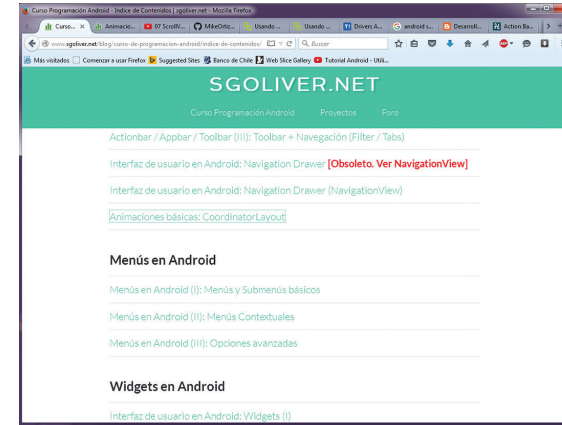 Curso Programación Android - Índice de Contenidos | sgoliver.net - Mozilla Firefox
Curso... × Animacio... 07 ScrollV... MikeOrtiz... Usando ... Usando ... Drivers A... android s... Desarroll... Action Ba...
www.sgoliver.net/blog/curso-de-programacion-android/indice-de-contenidos/ Buscar
Más visitados Comenzar a usar Firefox Suggested Sites Banco de Chile Web Slice Gallery Tutorial Android - Utili...
SGOLIVER.NET
Curso Programación Android Proyectos Foro
Actionbar / Appbar / Toolbar (III): Toolbar + Navegación (Filter / Tabs)
Interfaz de usuario en Android: Navigation Drawer [Obsoleto. Ver NavigationView]
Interfaz de usuario en Android: Navigation Drawer (NavigationView)
Animaciones básicas: CoordinatorLayout
Menús en Android
Menús en Android (I): Menús y Submenús básicos
Menús en Android (II): Menús Contextuales
Menús en Android (III): Opciones avanzadas
Widgets en Android
Interfaz de usuario en Android: Widgets (I)